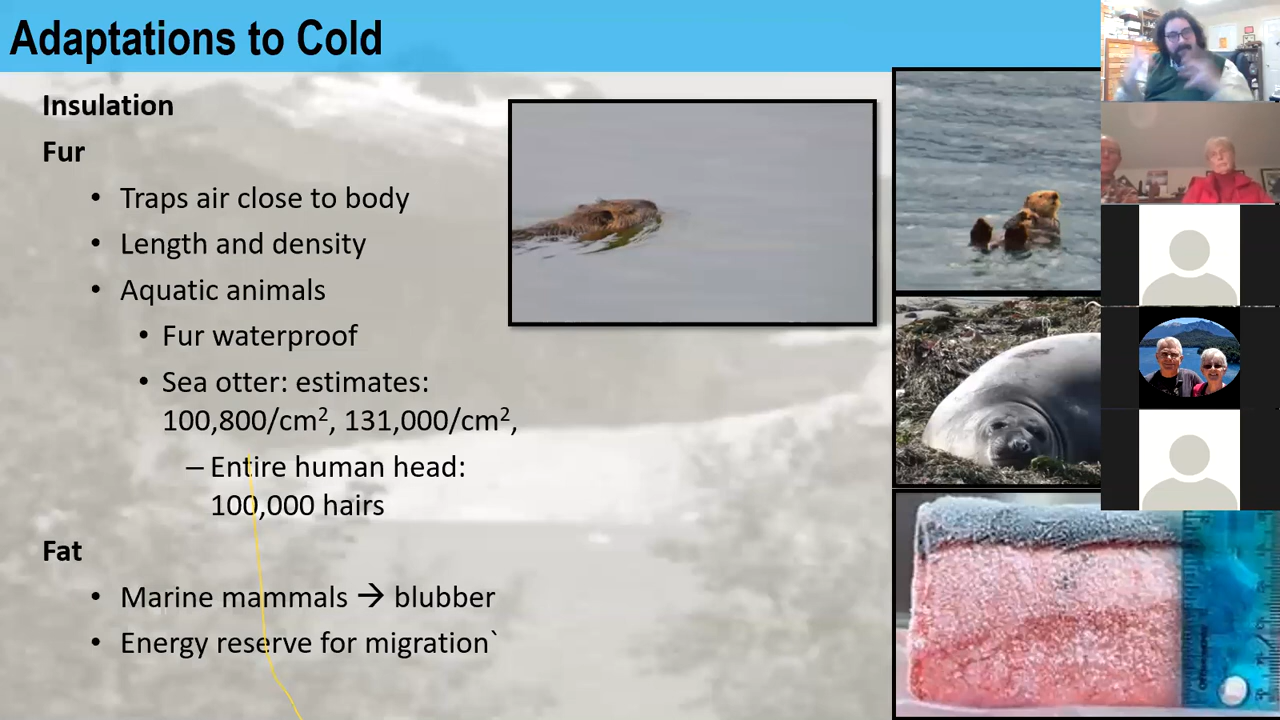 Adaptations to Cold
Insulation
Fur
• Traps air close to body
• Length and density
• Aquatic animals
• Fur waterproof
• Sea otter: estimates:
100,800/cm², 131,000/cm²,
– Entire human head:
100,000 hairs
Fat
• Marine mammals → blubber
• Energy reserve for migration`